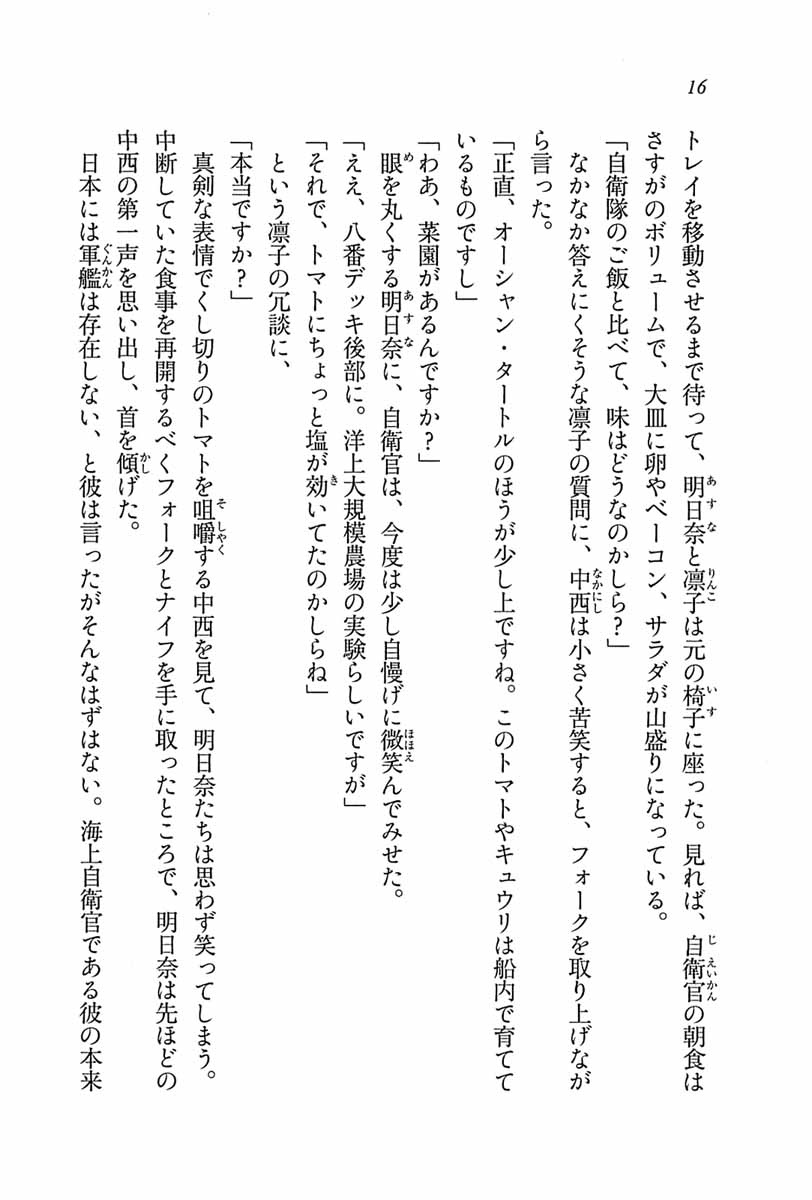 16
トレイを移動させるまで待って、明日奈と凛子は元の椅子に座った。見れば、自衛官の朝食は
さすがのボリュームで、大皿に卵やベーコン、サラダが山盛りになっている。
「自衛隊のご飯と比べて、味はどうなのかしら?」
なかなか答えにくそうな凛子の質問に、中西は小さく苦笑すると、フォークを取り上げなが
ら言った。
「正直、オーシャン・タートルのほうが少し上ですね。このトマトやキュウリは船内で育てて
いるものですし」
「わあ、菜園があるんですか?」
眼を丸くする明日奈に、自衛官は、今度は少し自慢げに微笑んでみせた。
「ええ、八番デッキ後部に。洋上大規模農場の実験らしいですが」
「それで、トマトにちょっと塩が効いてたのかしらね」
という凛子の冗談に、
「本当ですか?」
真剣な表情でくし切りのトマトを咀嚼する中西を見て、明日奈たちは思わず笑ってしまう。
中断していた食事を再開するべくフォークとナイフを手に取ったところで、明日奈は先ほどの
中西の第一声を思い出し、首を傾げた。
日本には軍艦は存在しない、と彼は言ったがそんなはずはない。海上自衛官である彼の本来